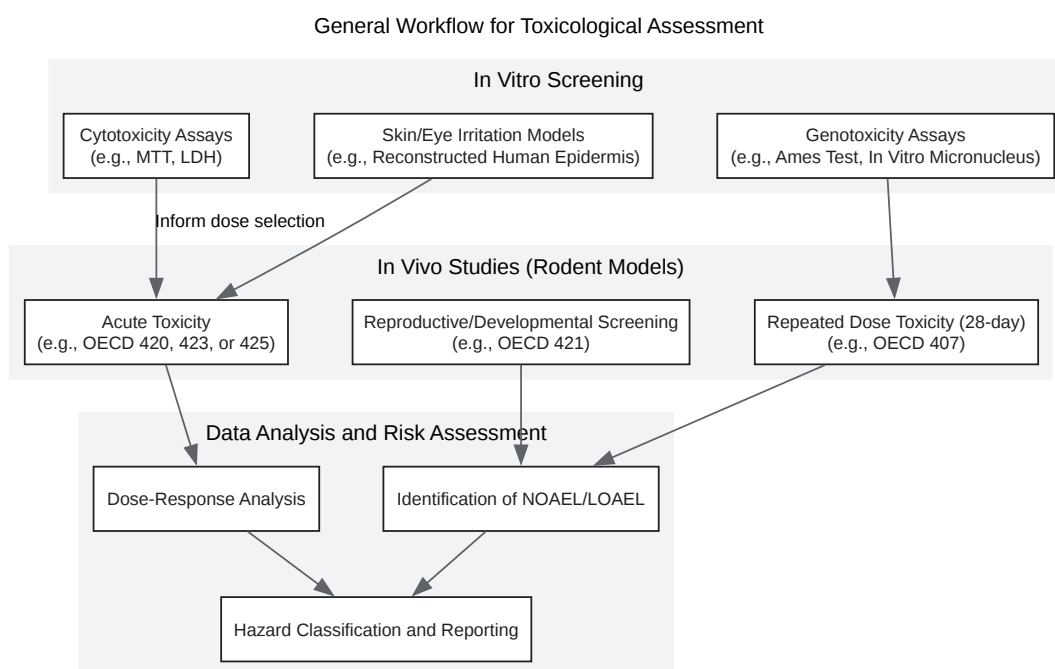 General Workflow for Toxicological Assessment
In Vitro Screening
Cytotoxicity Assays
(e.g., MTT, LDH)
Skin/Eye Irritation Models
(e.g., Reconstructed Human Epidermis)
Genotoxicity Assays
(e.g., Ames Test, In Vitro Micronucleus)
Inform dose selection
In Vivo Studies (Rodent Models)
Acute Toxicity
(e.g., OECD 420, 423, or 425)
Reproductive/Developmental Screening
(e.g., OECD 421)
Repeated Dose Toxicity (28-day)
(e.g., OECD 407)
Data Analysis and Risk Assessment
Dose-Response Analysis
Identification of NOAEL/LOAEL
Hazard Classification and Reporting